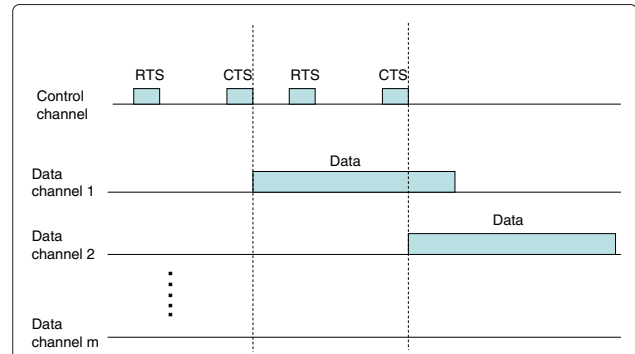 RTS CTS RTS CTS
Control
channel
Data
Data
channel 1
Data
Data
channel 2
Data
channel m